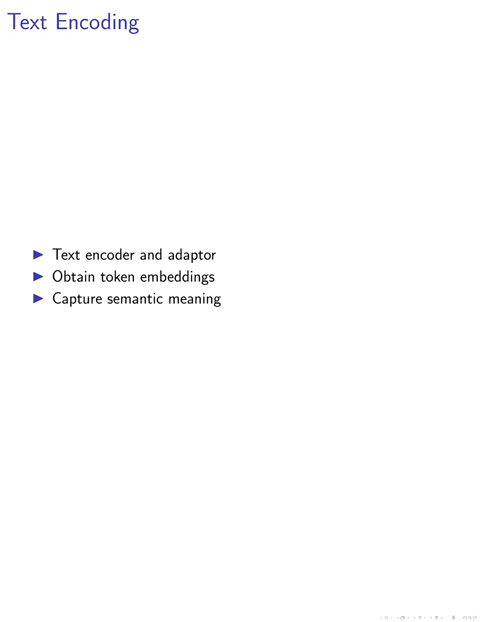 Text Encoding
Text encoder and adaptor
Obtain token embeddings
Capture semantic meaning